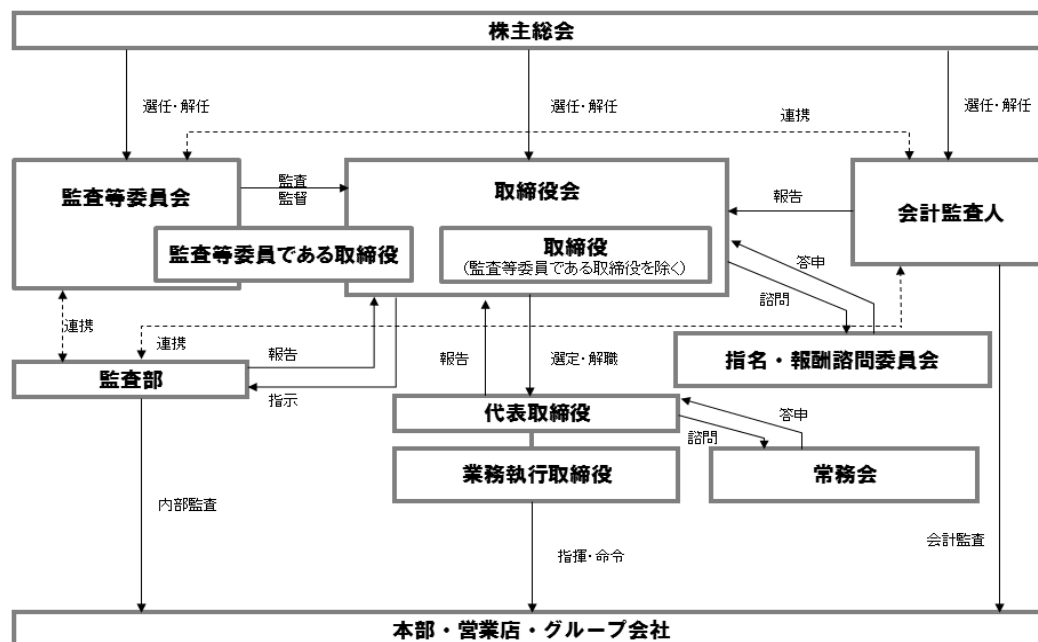 株主総会
選任・解任
選任・解任
選任・解任
連携
監査等委員会
監査
監督
取締役会
報告
会計監査人
監査等委員である取締役
取締役
(監査等委員である取締役を除く)
答申
諮問
連携
連携
報告
報告
選定・解職
指名・報酬諮問委員会
監査部
指示
代表取締役
答申
諮問
業務執行取締役
常務会
内部監査
指揮・命令
会計監査
本部・営業店・グループ会社